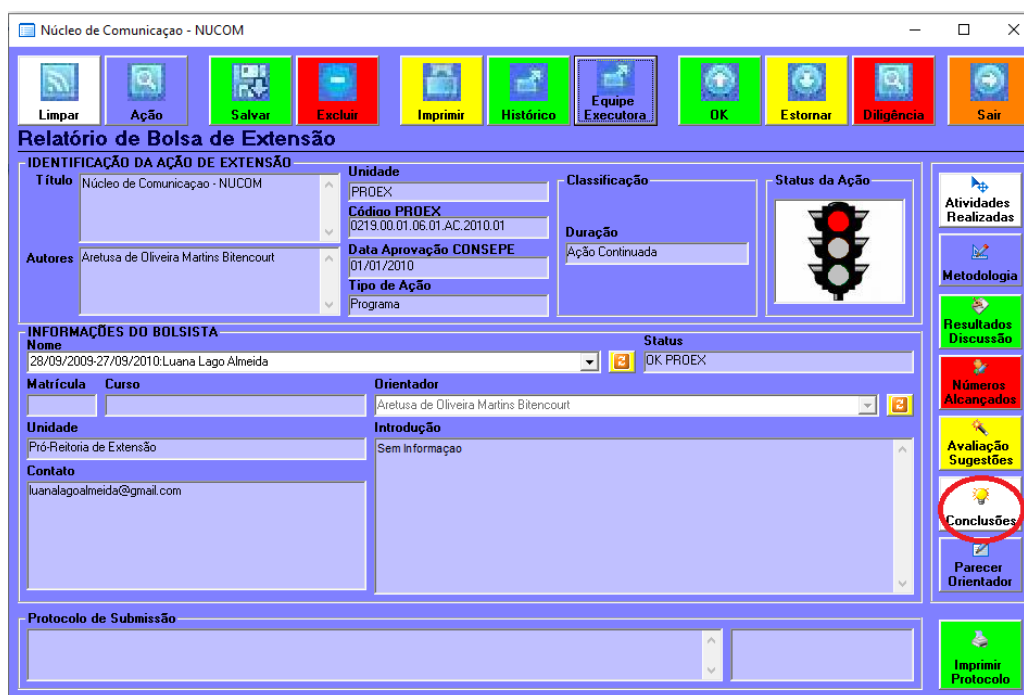 Núcleo de Comunicaçao - NUCOM
Limpar
Ação
Salvar
Excluir
Imprimir
Histórico
Equipe
Executora
OK
Estornar
Diligência
Sair
Relatório de Bolsa de Extensão
IDENTIFICAÇÃO DA AÇÃO DE EXTENSÃO
Título
Núcleo de Comunicaçao - NUCOM
Autores
Aretusa de Oliveira Martins Bitencourt
Unidade
PROEX
Código PROEX
0219.00.01.06.01.AC.2010.01
Data Aprovação CONSEPE
01/01/2010
Tipo de Ação
Programa
Classificação
Duração
Ação Continuada
Status da Ação
INFORMAÇÕES DO BOLSISTA
Nome
28/09/2009-27/09/2010:Luana Lago Almeida
Status
OK PROEX
Matrícula
Curso
Orientador
Aretusa de Oliveira Martins Bitencourt
Unidade
Pró-Reitoria de Extensão
Introdução
Sem Informaçao
Contato
luanalagoalmeida@gmail.com
Protocolo de Submissão
Atividades
Realizadas
Metodologia
Resultados
Discussão
Números
Alcançados
Avaliação
Sugestões
Conclusões
Parecer
Orientador
Imprimir
Protocolo